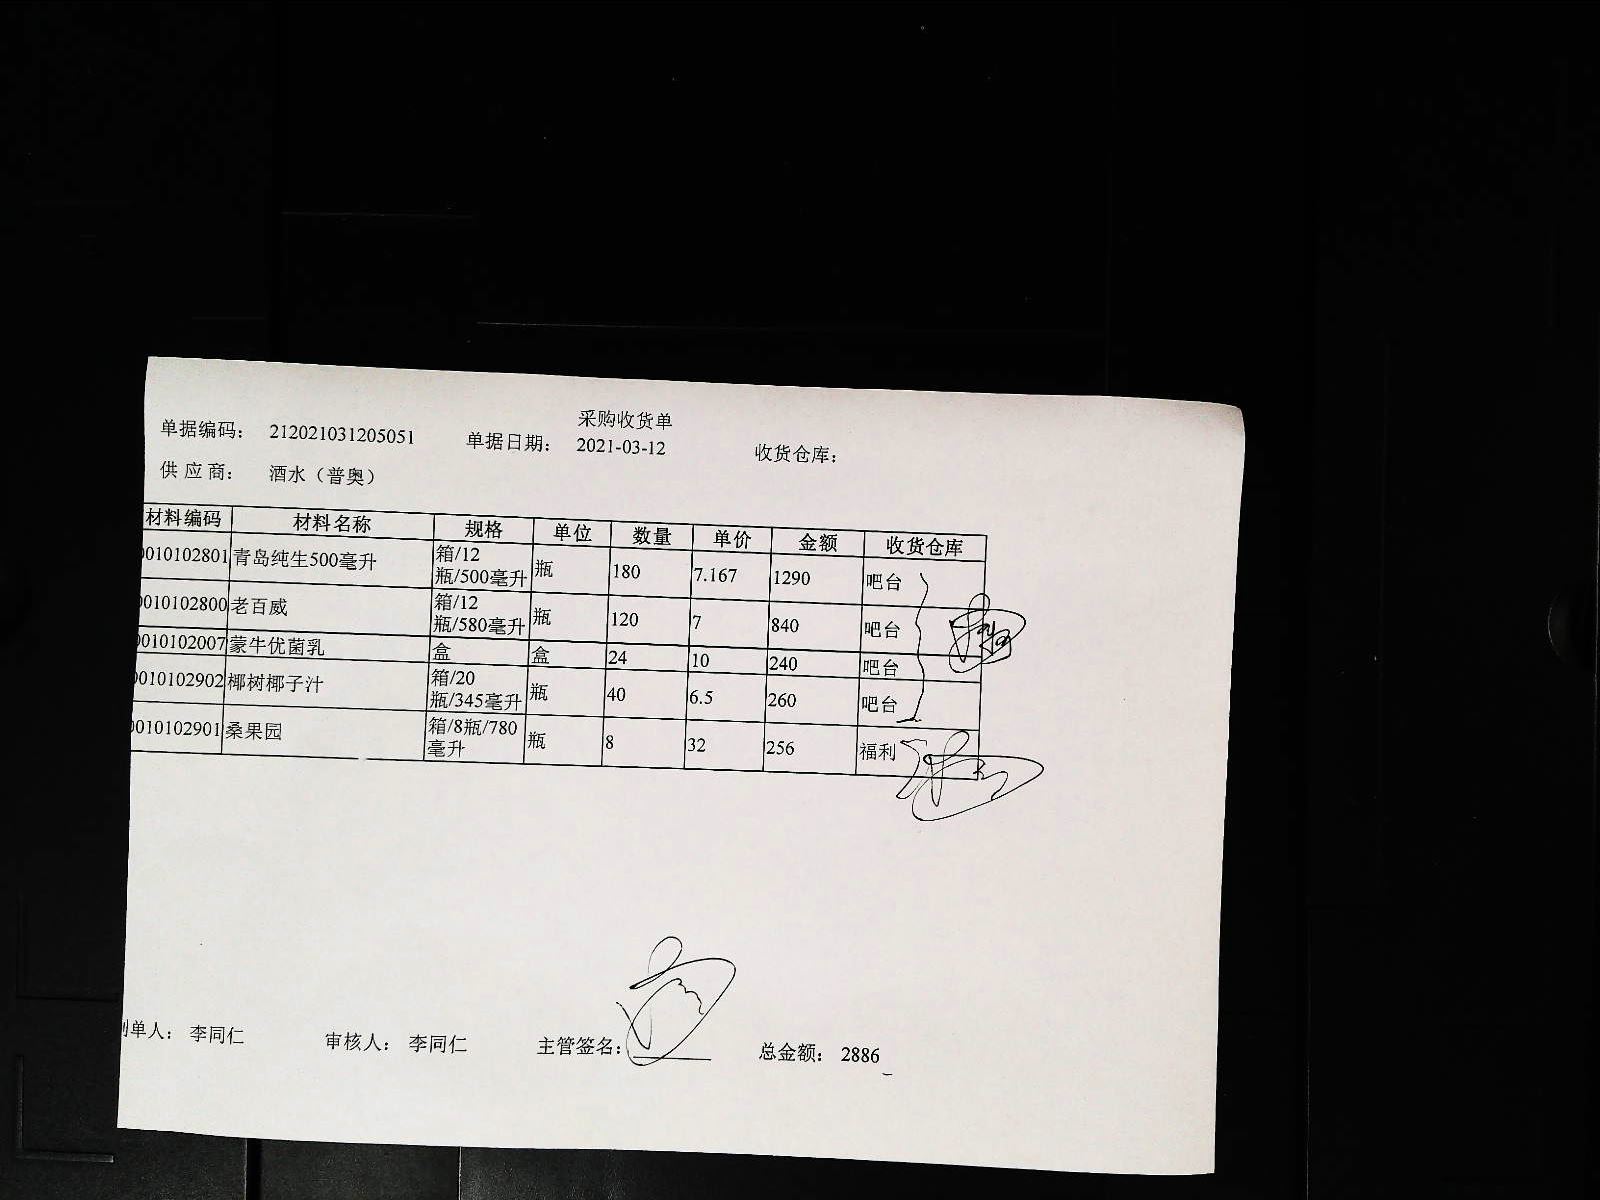 采购收货单
单据编码： 212021031205051 单据日期： 2021-03-12 收货仓库：
供 应 商： 酒水（普奥）
材料编码 材料名称 规格 单位 数量 单价 金额 收货仓库
0010102801 青岛纯生500毫升 箱/12瓶/500毫升 瓶 180 7.167 1290 吧台
0010102800 老百威 箱/12瓶/580毫升 瓶 120 7 840 吧台
0010102007 蒙牛优菌乳 盒 盒 24 10 240 吧台
0010102902 椰树椰子汁 箱/20瓶/345毫升 瓶 40 6.5 260 吧台
0010102901 桑果园 箱/8瓶/780毫升 瓶 8 32 256 福利
制单人： 李同仁 审核人： 李同仁 主管签名： 总金额： 2886